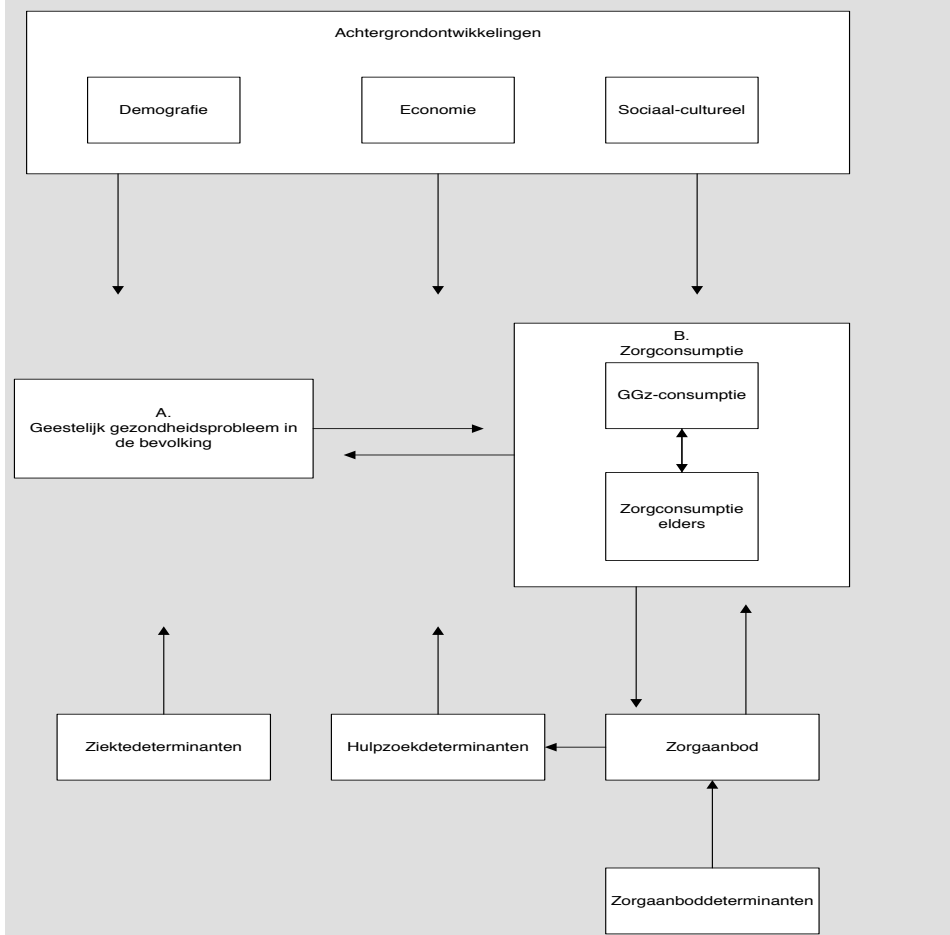 Achtergrondontwikkelingen
Demografie
Economie
Sociaal-cultureel
B.
Zorgconsumptie
GGz-consumptie
A.
Geestelijk gezondheidsprobleem in
de bevolking
Zorgconsumptie
elders
Ziektedeterminanten
Hulpzoekdeterminanten
Zorgaanbod
Zorgaanboddeterminanten